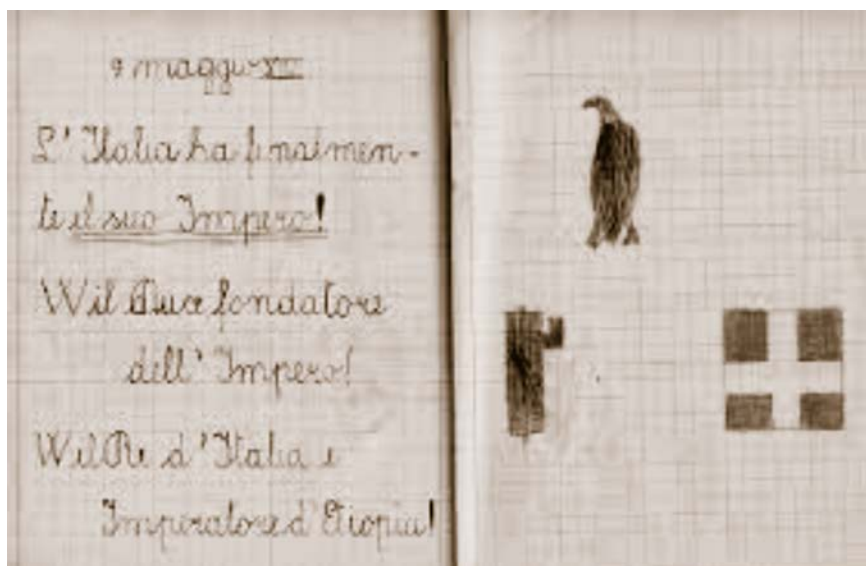 9 maggio XIII
L' Italia ha finalmen-
te il suo Impero!
W il Duce fondatore
dell' Impero!
W il Re d' Italia e
Imperatore d' Etiopia!